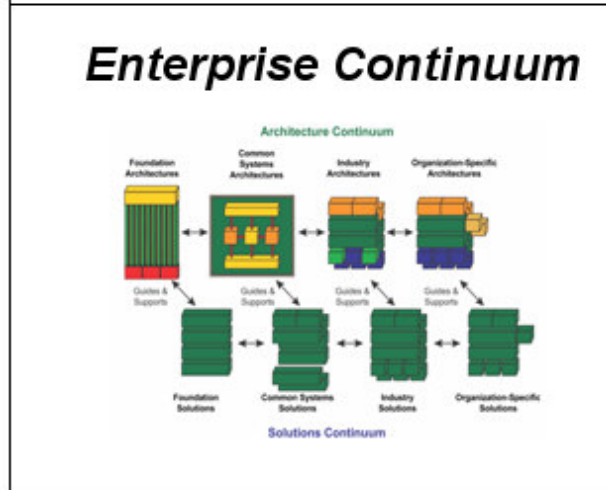 Enterprise Continuum
Architecture Continuum
Foundation
Architectures
Common
Systems
Architectures
Industry
Architectures
Organization-Specific
Architectures
Guides &
Supports
Guides &
Supports
Guides &
Supports
Guides &
Supports
Foundation
Solutions
Common Systems
Solutions
Industry
Solutions
Organization-Specific
Solutions
Solutions Continuum